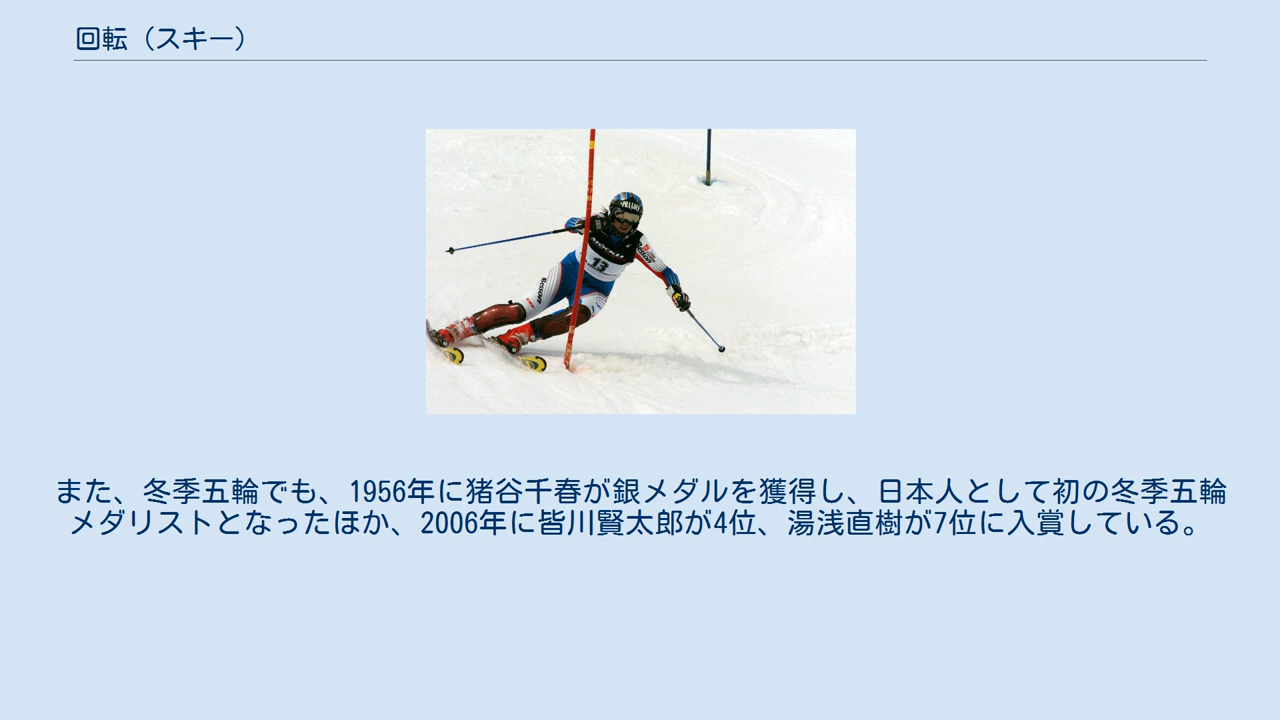 回転（スキー）
13
また、冬季五輪でも、1956年に猪谷千春が銀メダルを獲得し、日本人として初の冬季五輪
メダリストとなったほか、2006年に皆川賢太郎が4位、湯浅直樹が7位に入賞している。